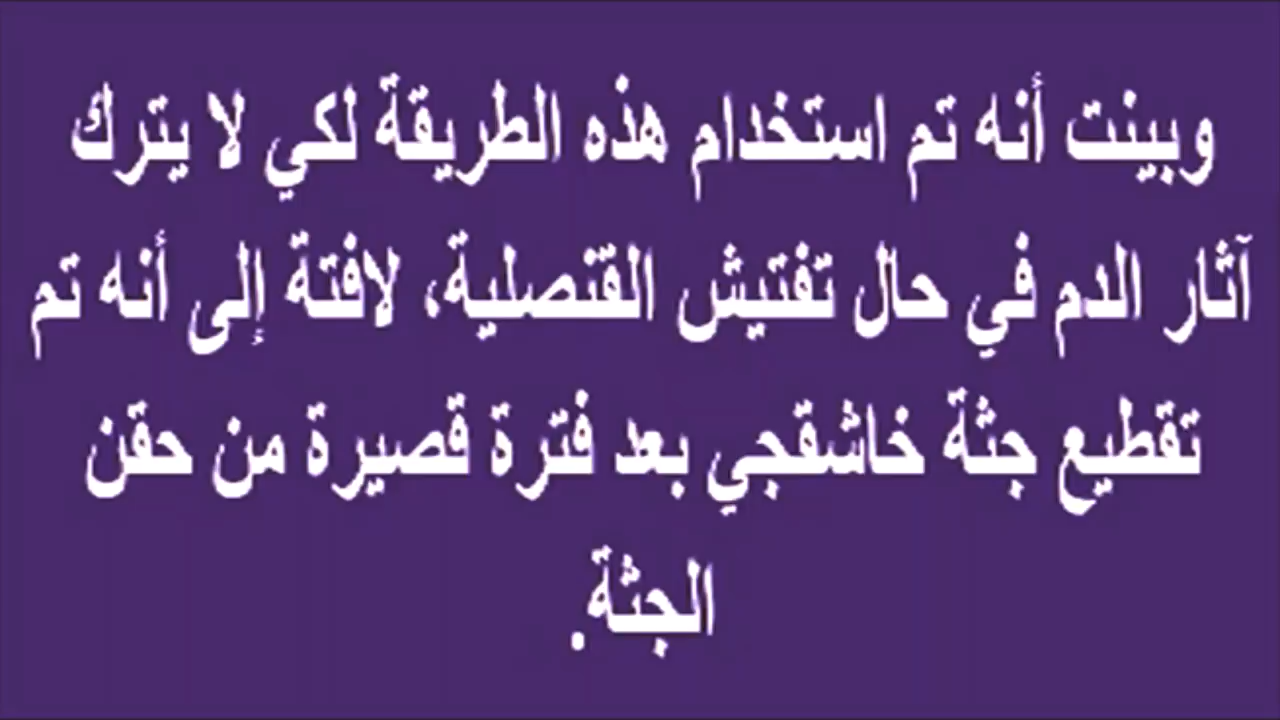 وبينت أنه تم استخدام هذه الطريقة لكي لا يترك
آثار الدم في حال تفتيش القنصلية، لافتة إلى أنه تم
تقطيع جثة خاشقجي بعد فترة قصيرة من حقن
الجثة.